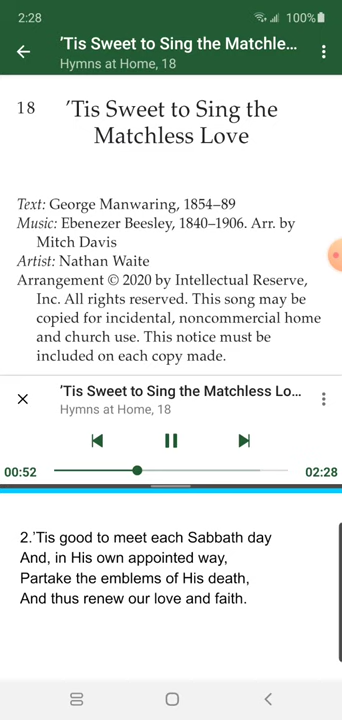 2:28
100%
’Tis Sweet to Sing the Matchle...
Hymns at Home, 18
18
’Tis Sweet to Sing the
Matchless Love
Text: George Manwaring, 1854–89
Music: Ebenezer Beesley, 1840–1906. Arr. by
Mitch Davis
Artist: Nathan Waite
Arrangement © 2020 by Intellectual Reserve,
Inc. All rights reserved. This song may be
copied for incidental, noncommercial home
and church use. This notice must be
included on each copy made.
’Tis Sweet to Sing the Matchless Lo...
Hymns at Home, 18
00:52
02:28
2.’Tis good to meet each Sabbath day
And, in His own appointed way,
Partake the emblems of His death,
And thus renew our love and faith.